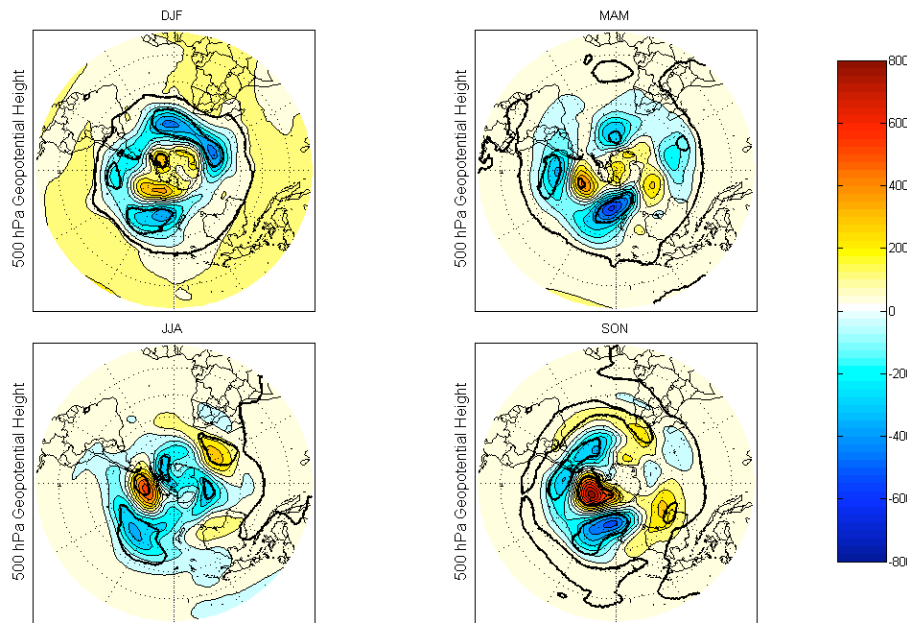 DJF
MAM
500 hPa Geopotential Height
500 hPa Geopotential Height
JJA
SON
500 hPa Geopotential Height
500 hPa Geopotential Height
800
600
400
200
0
-200
-400
-600
-800